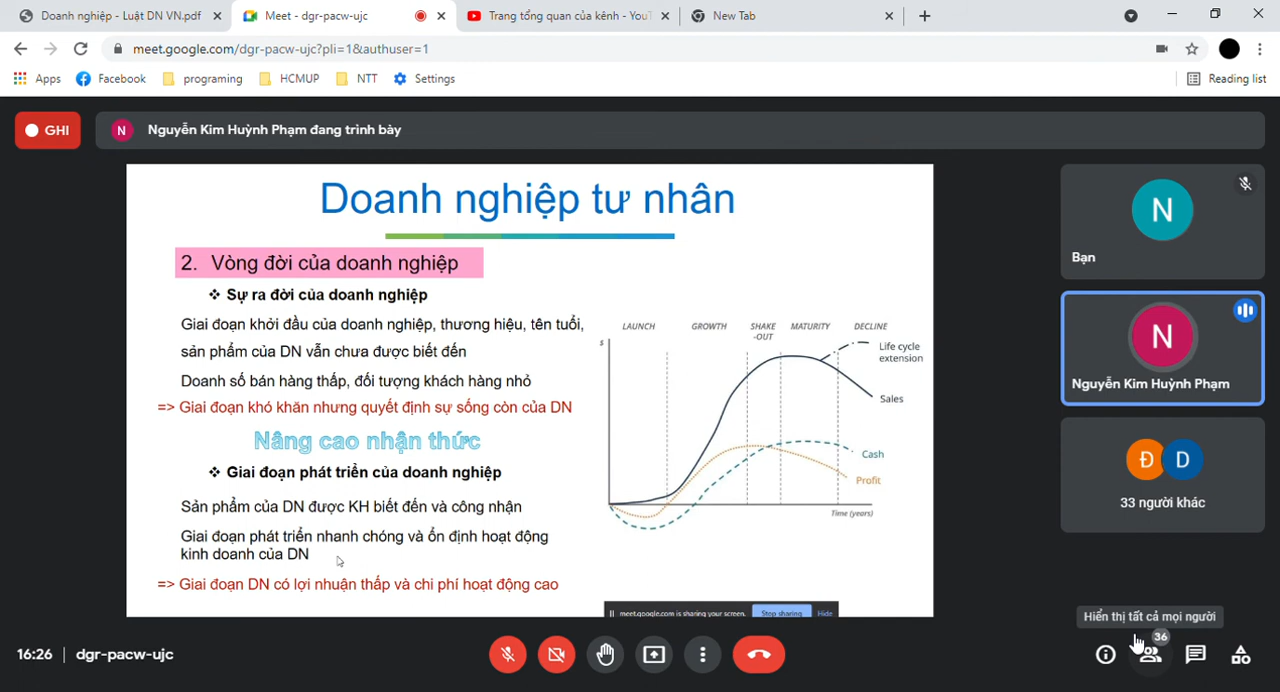 Doanh nghiệp - Luật DN VN.pdf
Meet - dgr-pacw-ujc
Trang tổng quan của kênh - YouT
New Tab
meet.google.com/dgr-pacw-ujc?pli=1&authuser=1
Apps
Facebook
programing
HCMUP
NTT
Settings
Reading list
GHI
N
Nguyễn Kim Huỳnh Phạm đang trình bày
Doanh nghiệp tư nhân
2. Vòng đời của doanh nghiệp
❖ Sự ra đời của doanh nghiệp
Giai đoạn khởi đầu của doanh nghiệp, thương hiệu, tên tuổi,
sản phẩm của DN vẫn chưa được biết đến
Doanh số bán hàng thấp, đối tượng khách hàng nhỏ
=> Giai đoạn khó khăn nhưng quyết định sự sống còn của DN
Nâng cao nhận thức
❖ Giai đoạn phát triển của doanh nghiệp
Sản phẩm của DN được KH biết đến và công nhận
Giai đoạn phát triển nhanh chóng và ổn định hoạt động
kinh doanh của DN
=> Giai đoạn DN có lợi nhuận thấp và chi phí hoạt động cao
LAUNCH
GROWTH
SHAKE
-OUT
MATURITY
DECLINE
$
Life cycle
extension
Sales
Cash
Profit
Time (years)
meet.google.com is sharing your screen.
Stop sharing
Hide
N
Bạn
N
Nguyễn Kim Huỳnh Phạm
Đ
D
33 người khác
Hiển thị tất cả mọi người
36
16:26
dgr-pacw-ujc